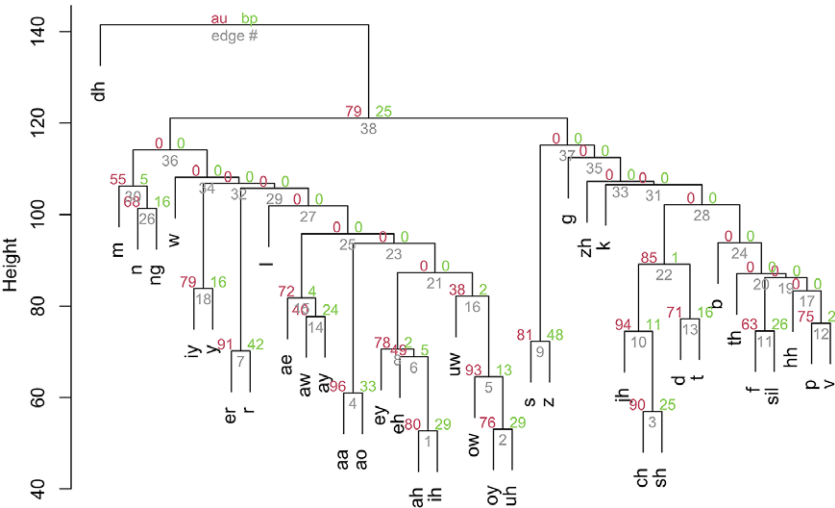 au bp
edge #
140
120
100
80
60
40
Height
dh
79 25
38
0 0
36
0 0
37
0 0
35
55 5
30
68 16
26
0 0
34
0 0
32
0 0
29
0 0
27
0 0
33
0 0
31
0 0
28
m
n
ng
w
l
g
zh
k
0 0
25
0 0
23
0 0
21
0 0
24
85 1
22
0 0
20
0 0
19
0 0
17
79 16
18
72 4
40 24
14
38 2
16
b
iy
y
91 42
7
ae
aw
ay
uw
81 48
9
94 11
10
71 16
13
th
63 26
11
hh
75 2
12
er
r
96 33
4
78 2
8
49 5
6
93 13
5
s
z
jh
d
t
f
sil
p
v
aa
ao
ey
eh
80 29
1
ow
76 29
2
90 25
3
ah
ih
oy
uh
ch
sh